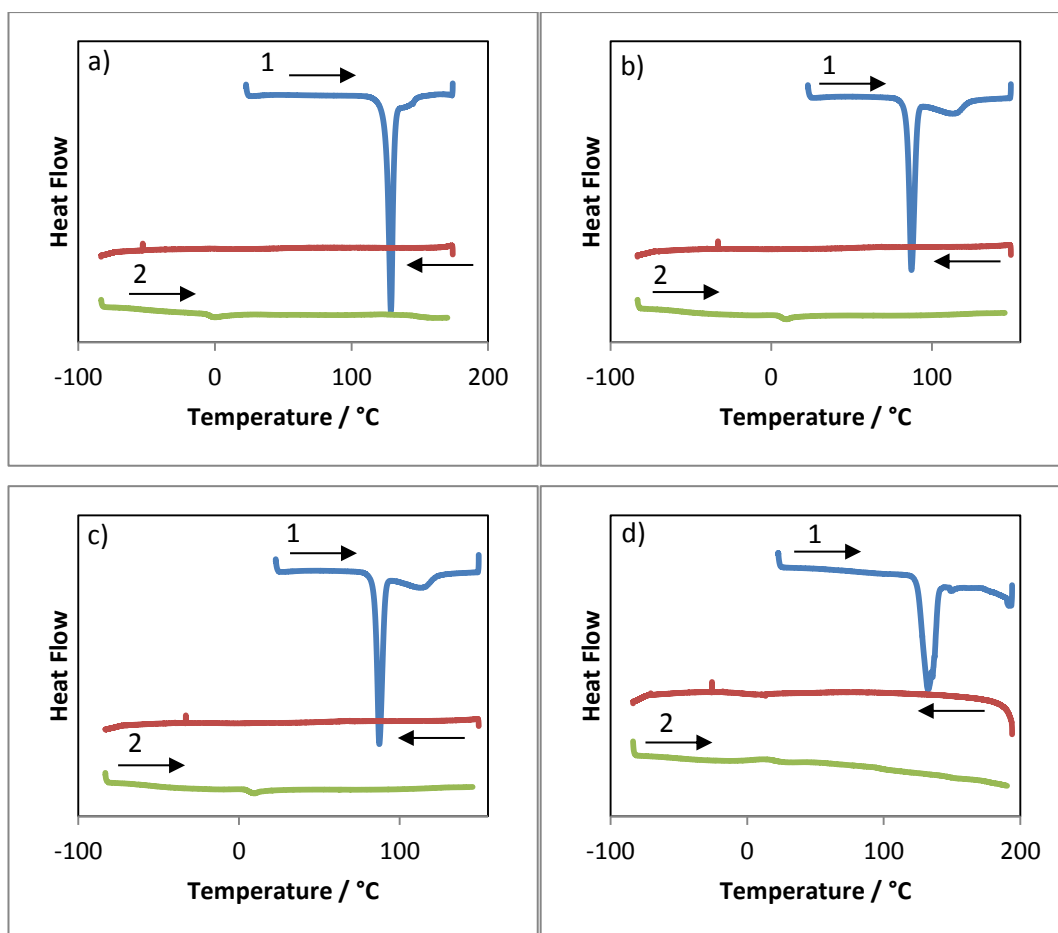 a)
1
2
Heat Flow
-100 0 100 200
Temperature / °C
b)
1
2
Heat Flow
-100 0 100
Temperature / °C
c)
1
2
Heat Flow
-100 0 100
Temperature / °C
d)
1
2
Heat Flow
-100 0 100 200
Temperature / °C